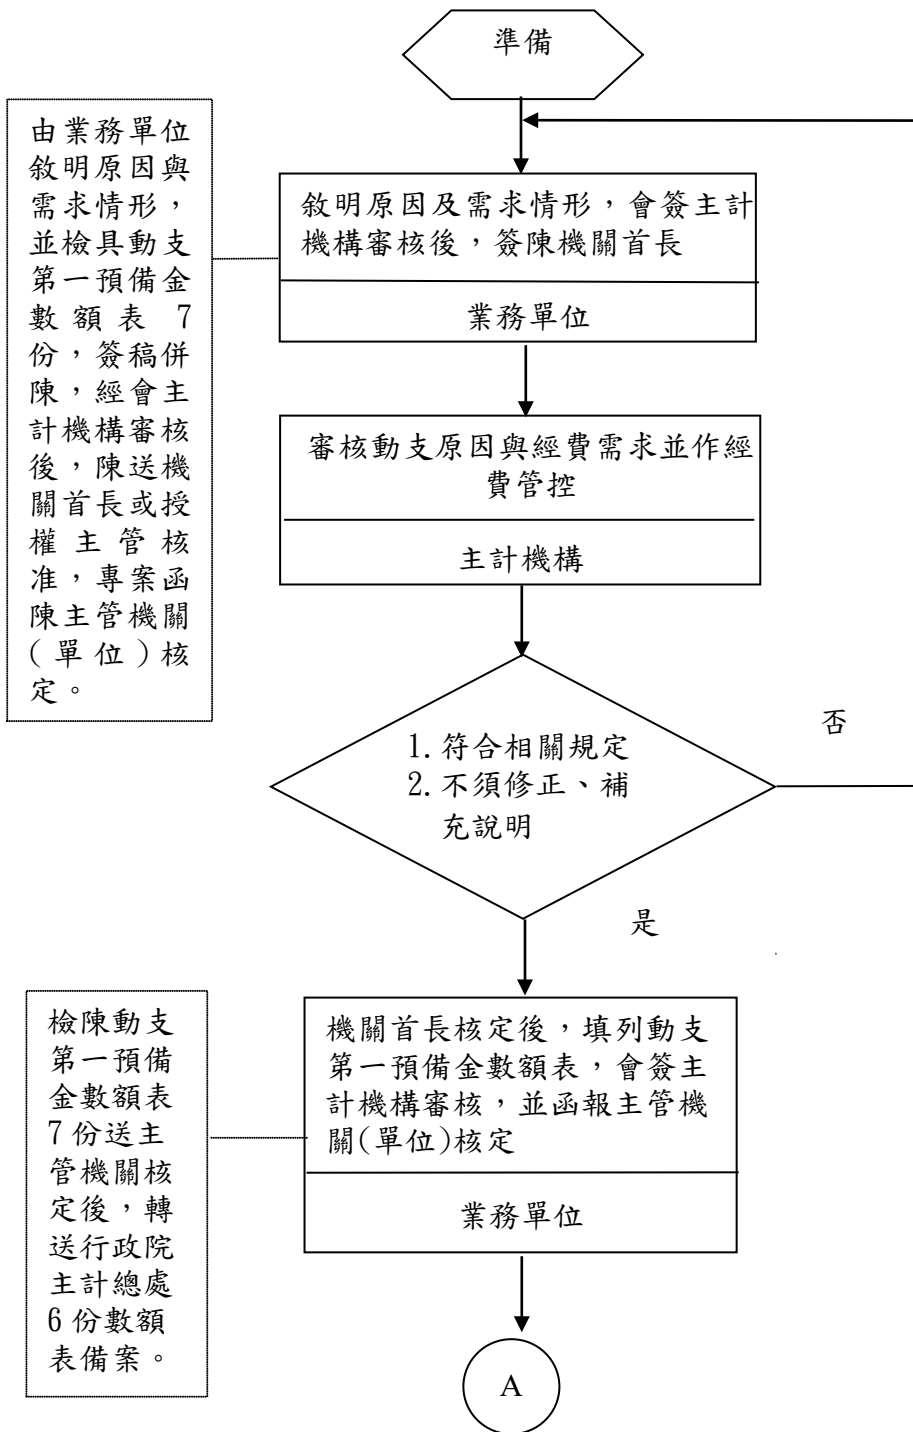 準備
由業務單位
敘明原因與
需求情形，
並檢具動支
第一預備金
數額表 7
份，簽稿併
陳，經會主
計機構審核
後，陳送機
關首長或授
權主管核
准，專案函
陳主管機關
(單位)核
定。
敘明原因及需求情形，會簽主計
機構審核後，簽陳機關首長
業務單位
審核動支原因與經費需求並作經
費管控
主計機構
1. 符合相關規定
2. 不須修正、補
充說明
否
是
檢陳動支
第一預備
金數額表
7 份送主
管機關核
定後，轉
送行政院
主計總處
6 份數額
表備案。
機關首長核定後，填列動支
第一預備金數額表，會簽主
計機構審核，並函報主管機
關(單位)核定
業務單位
A